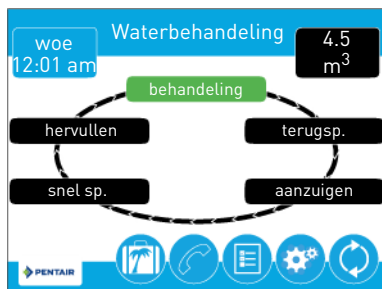 woe
12:01 am
Waterbehandeling
4.5
m³
behandeling
hervullen
terugsp.
snel sp.
aanzuigen
PENTAIR